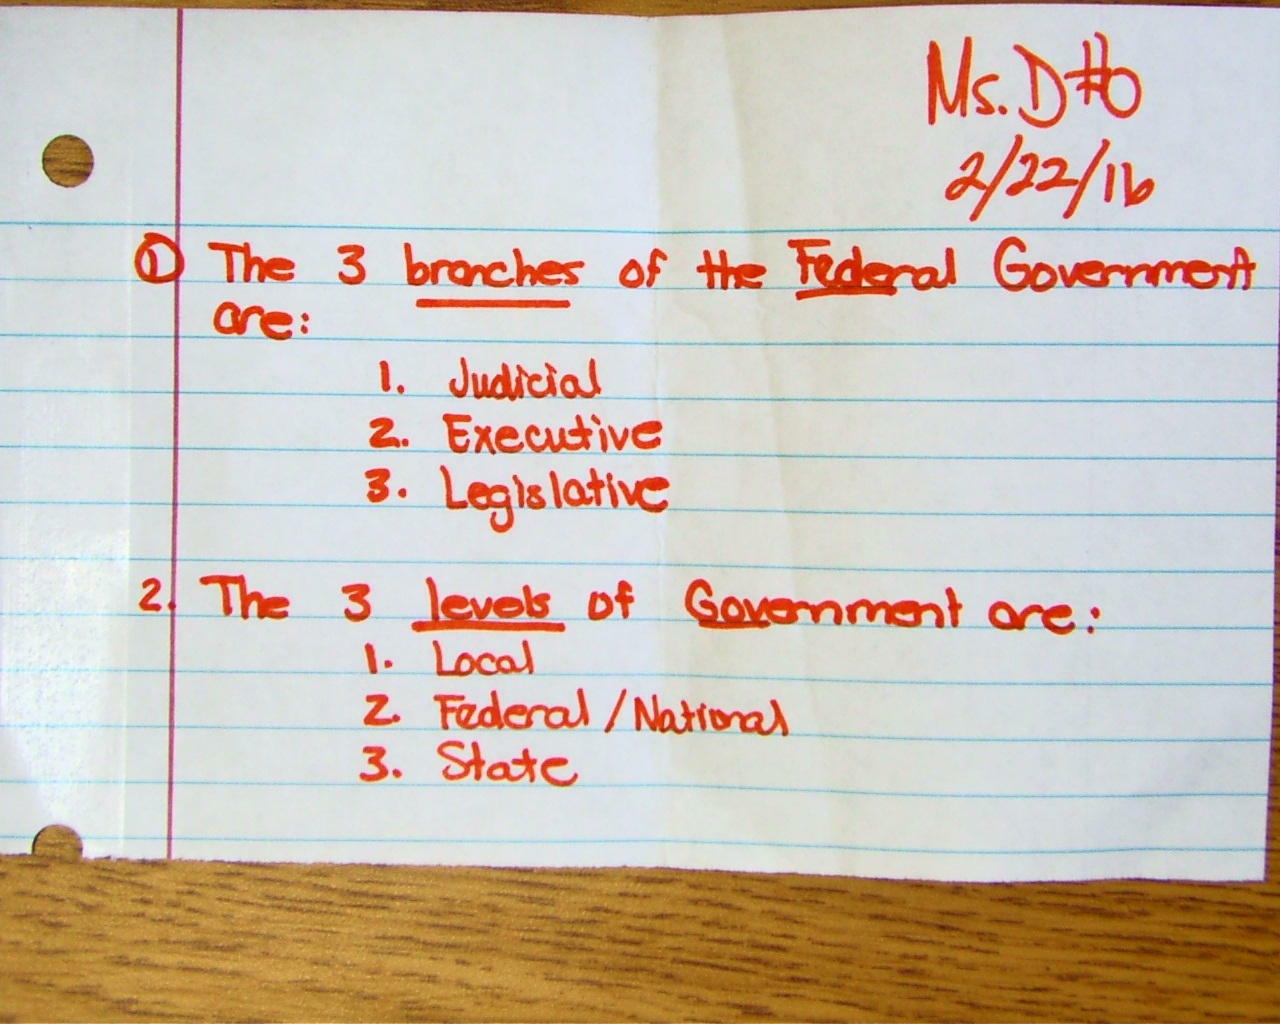 Ms. D #6
2/22/16
① The 3 branches of the Federal Government
are:
1. Judicial
2. Executive
3. Legislative
2. The 3 levels of Government are:
1. Local
2. Federal / National
3. State